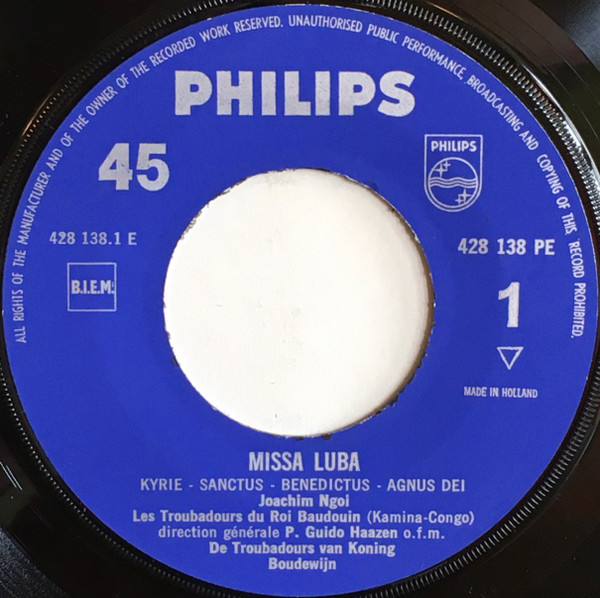 ALL RIGHTS OF THE MANUFACTURER AND OF THE OWNER OF THE RECORDED WORK RESERVED. UNAUTHORISED PUBLIC PERFORMANCE, BROADCASTING AND COPYING OF THIS RECORD PROHIBITED.
PHILIPS
45
PHILIPS
428 138.1 E
428 138 PE
B.I.E.M.
1
MADE IN HOLLAND
MISSA LUBA
KYRIE - SANCTUS - BENEDICTUS - AGNUS DEI
Joachim Ngoi
Les Troubadours du Roi Baudouin (Kamina-Congo)
direction générale P. Guido Haazen o.f.m.
De Troubadours van Koning
Boudewijn